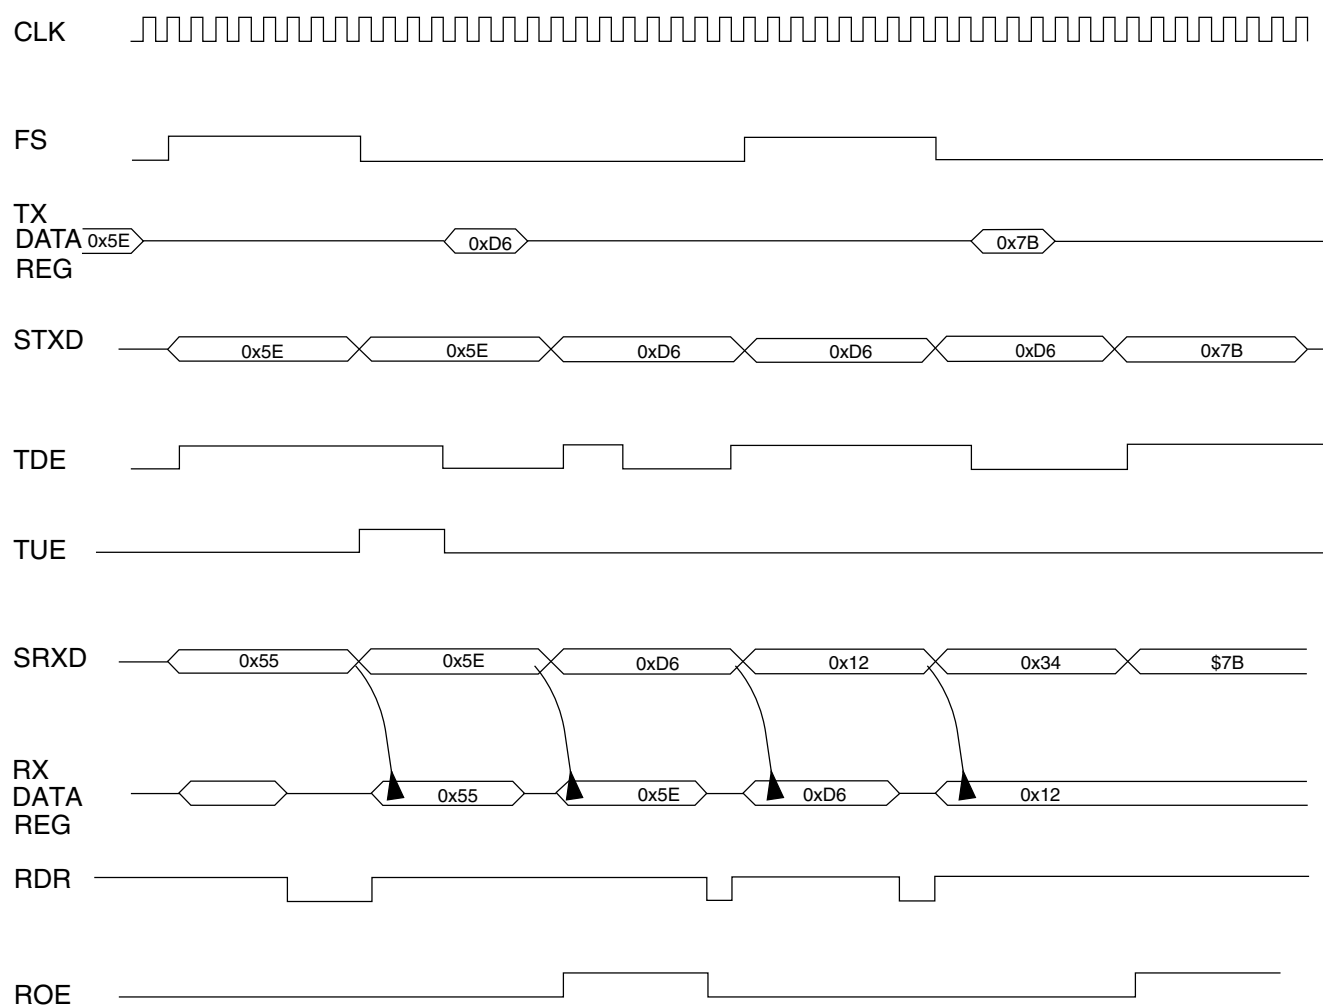 CLK
FS
TX
DATA 0x5E 0xD6 0x7B
REG
STXD 0x5E 0x5E 0xD6 0xD6 0xD6 0x7B
TDE
TUE
SRXD 0x55 0x5E 0xD6 0x12 0x34 $7B
RX
DATA 0x55 0x5E 0xD6 0x12
REG
RDR
ROE